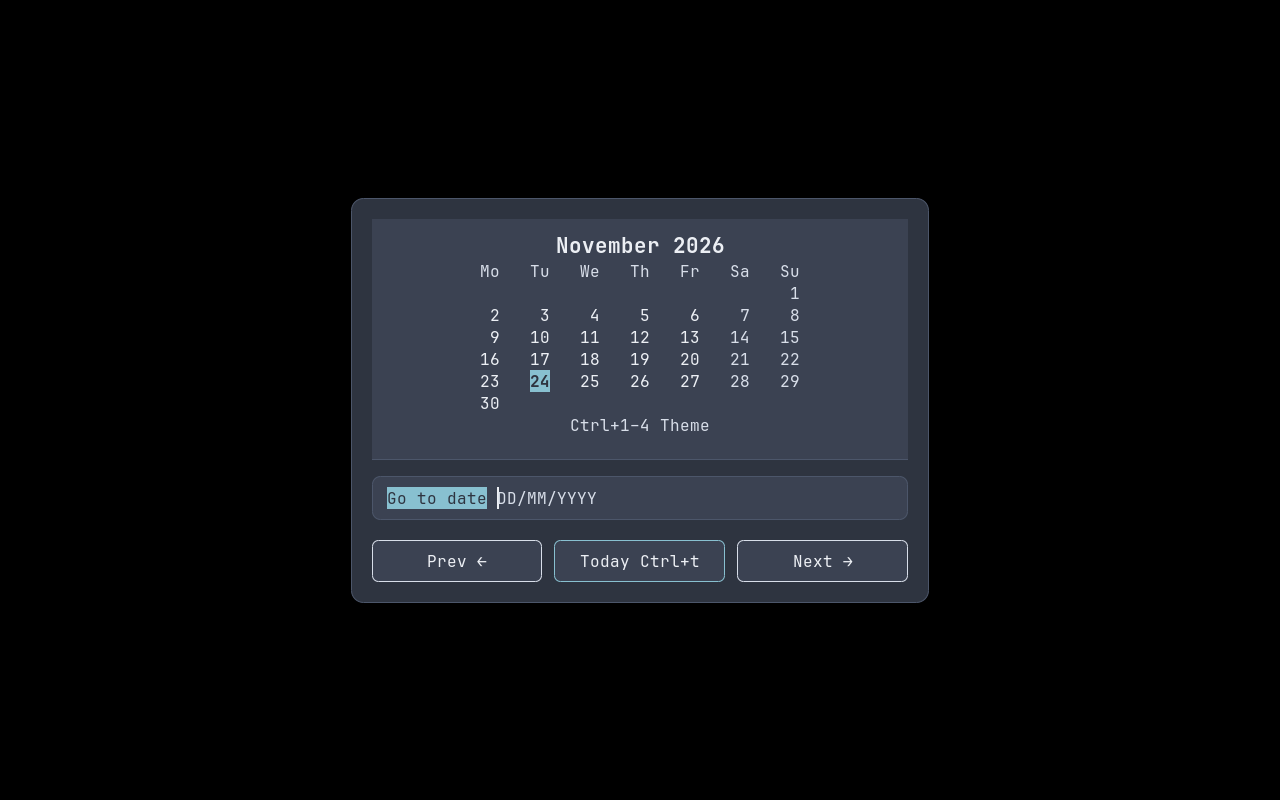 November 2026
Mo Tu We Th Fr Sa Su
1
2 3 4 5 6 7 8
9 10 11 12 13 14 15
16 17 18 19 20 21 22
23 24 25 26 27 28 29
30
Ctrl+1-4 Theme
Go to date DD/MM/YYYY
Prev ← Today Ctrl+t Next →